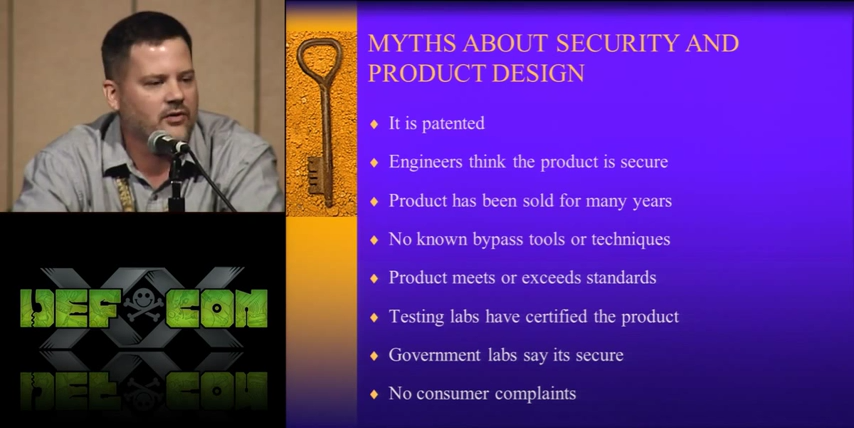 MYTHS ABOUT SECURITY AND
PRODUCT DESIGN
It is patented
Engineers think the product is secure
Product has been sold for many years
No known bypass tools or techniques
Product meets or exceeds standards
Testing labs have certified the product
Government labs say its secure
No consumer complaints
XX
DEF CON